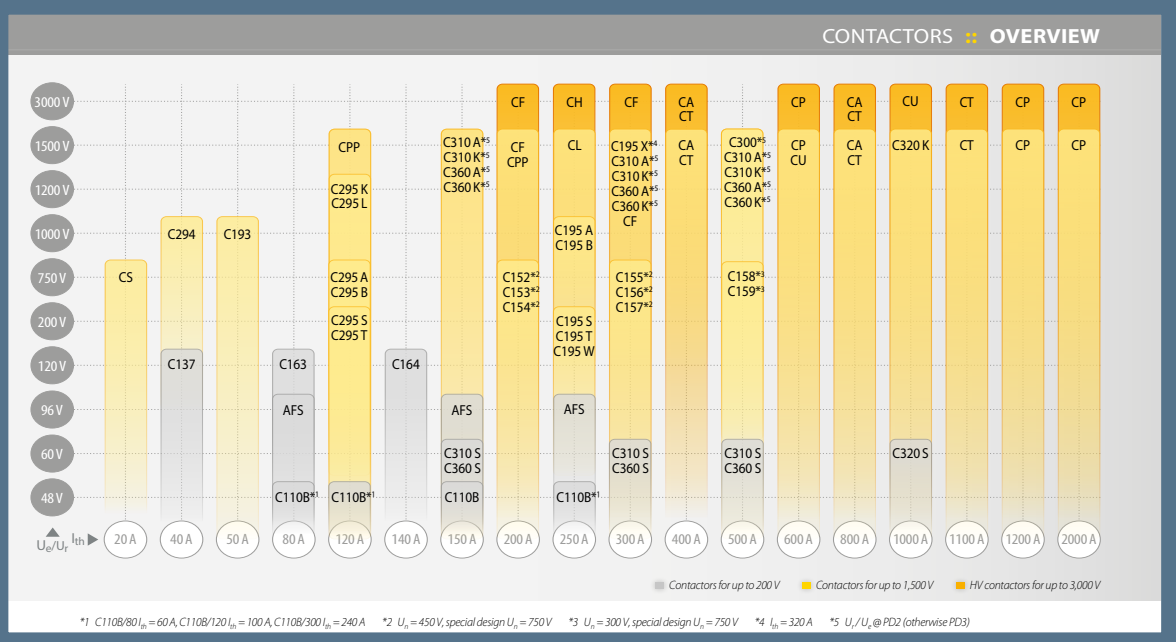 CONTACTORS :: OVERVIEW
3000 V CF CH CF CA CP CA CU CT CP CP
CT CT
1500 V CPP C310 A*5 CF CL C195 X*4 CA C300*5 CP CA C320 K CT CP CP
C310 K*5 CPP C310 A*5 CT C310 A*5 CU CT
C360 A*5 C310 K*5 C310 K*5
1200 V C295 K C360 K*5 C360 A*5 C360 A*5
C295 L C360 K*5 C360 K*5
CF
1000 V C294 C193 C195 A
C195 B
750 V CS C295 A C152*2 C155*2 C158*3
C295 B C153*2 C156*2 C159*3
C154*2 C157*2
200 V C295 S C195 S
C295 T C195 T
C195 W
120 V C137 C163 C164
96 V AFS AFS AFS
60 V C310 S C310 S C310 S C320 S
C360 S C360 S C360 S
48 V C110B*1 C110B*1 C110B C110B*1
Ue/Ur Ith 20 A 40 A 50 A 80 A 120 A 140 A 150 A 200 A 250 A 300 A 400 A 500 A 600 A 800 A 1000 A 1100 A 1200 A 2000 A
Contactors for up to 200 V Contactors for up to 1,500 V HV contactors for up to 3,000 V
*1 C110B/80 Ith = 60 A, C110B/120 Ith = 100 A, C110B/300 Ith = 240 A *2 Un = 450 V, special design Un = 750 V *3 Un = 300 V, special design Un = 750 V *4 Ith = 320 A *5 Ur/Ue @ PD2 (otherwise PD3)